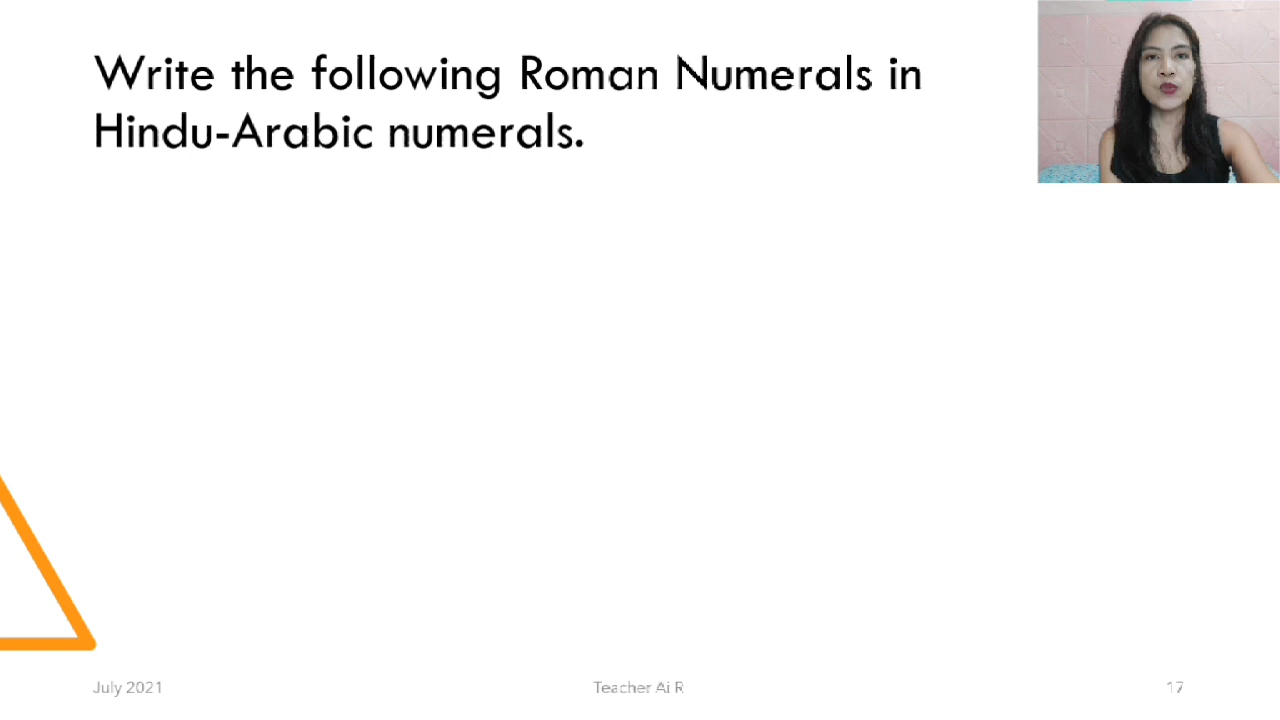 Write the following Roman Numerals in
Hindu-Arabic numerals.
July 2021
Teacher Ai R
17